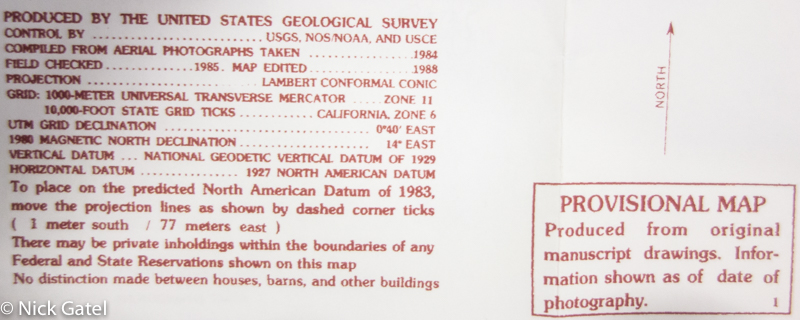 PRODUCED BY THE UNITED STATES GEOLOGICAL SURVEY
CONTROL BY ........................... USGS, NOS/NOAA, AND USCE
COMPILED FROM AERIAL PHOTOGRAPHS TAKEN ................ 1984
FIELD CHECKED .............. 1985. MAP EDITED ................ 1988
PROJECTION ........................... LAMBERT CONFORMAL CONIC
GRID: 1000-METER UNIVERSAL TRANSVERSE MERCATOR ..... ZONE 11
10,000-FOOT STATE GRID TICKS ............ CALIFORNIA, ZONE 6
UTM GRID DECLINATION .................................. 0°40' EAST
1980 MAGNETIC NORTH DECLINATION ....................... 14° EAST
VERTICAL DATUM ... NATIONAL GEODETIC VERTICAL DATUM OF 1929
HORIZONTAL DATUM ................. 1927 NORTH AMERICAN DATUM
To place on the predicted North American Datum of 1983,
move the projection lines as shown by dashed corner ticks
( 1 meter south / 77 meters east )
There may be private inholdings within the boundaries of any
Federal and State Reservations shown on this map
No distinction made between houses, barns, and other buildings
NORTH
PROVISIONAL MAP
Produced from original
manuscript drawings. Infor-
mation shown as of date of
photography. 1
© Nick Gatel